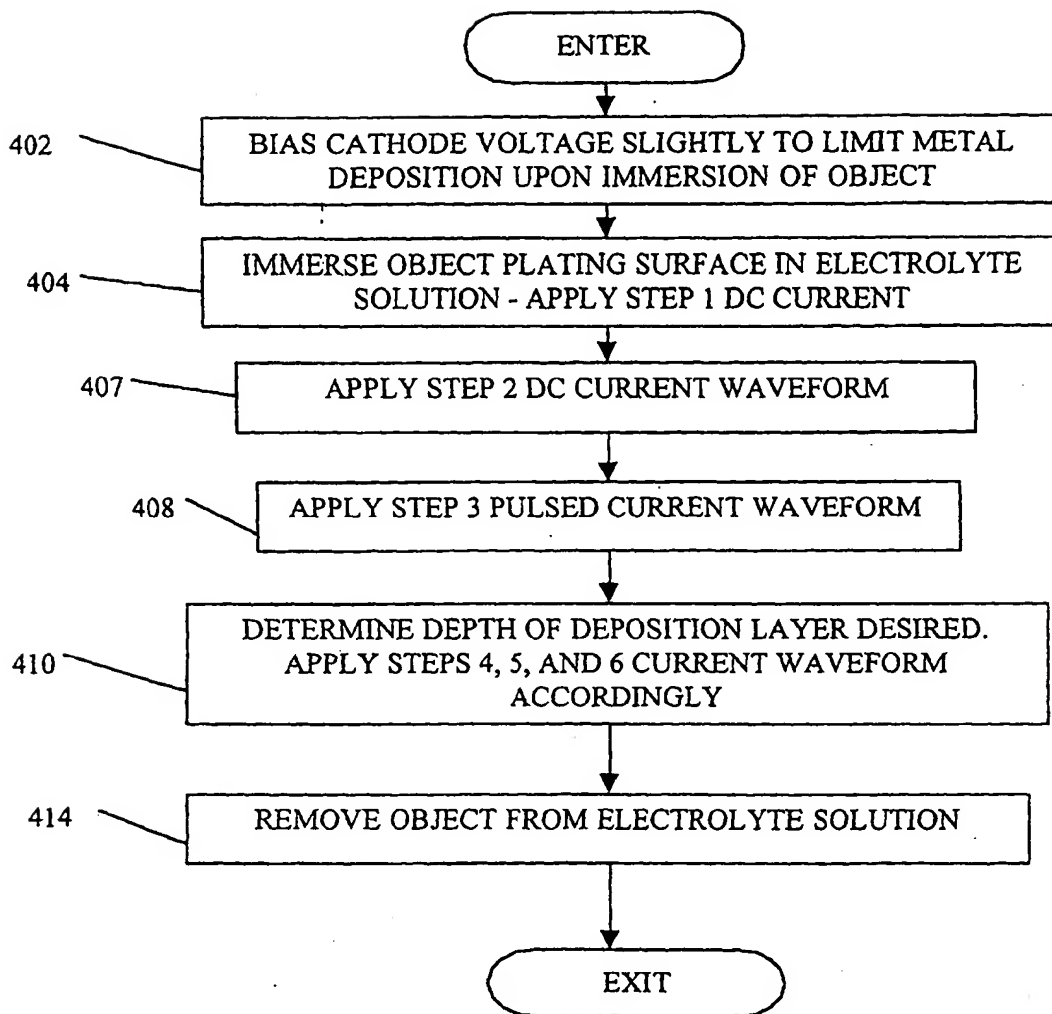 ENTER
402
BIAS CATHODE VOLTAGE SLIGHTLY TO LIMIT METAL
DEPOSITION UPON IMMERSION OF OBJECT
404
IMMERSE OBJECT PLATING SURFACE IN ELECTROLYTE
SOLUTION - APPLY STEP 1 DC CURRENT
407
APPLY STEP 2 DC CURRENT WAVEFORM
408
APPLY STEP 3 PULSED CURRENT WAVEFORM
410
DETERMINE DEPTH OF DEPOSITION LAYER DESIRED.
APPLY STEPS 4, 5, AND 6 CURRENT WAVEFORM
ACCORDINGLY
414
REMOVE OBJECT FROM ELECTROLYTE SOLUTION
EXIT